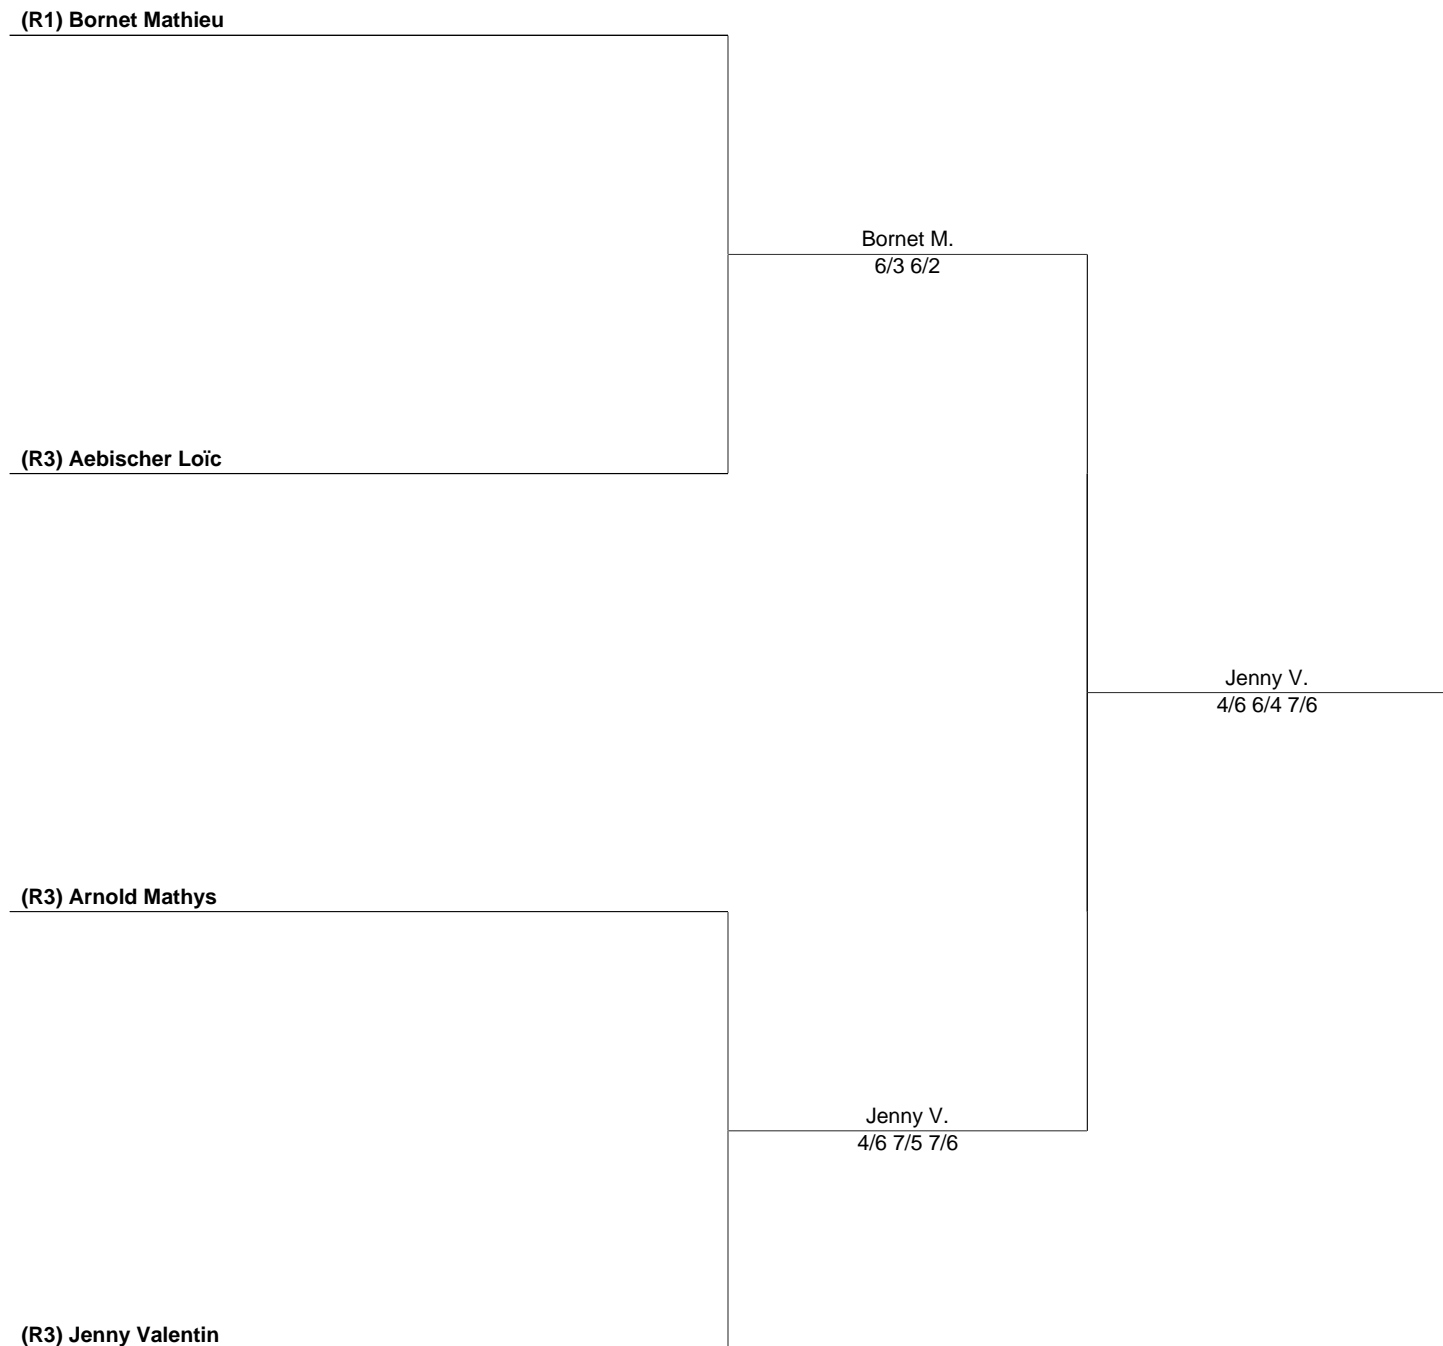 (R1) Bornet Mathieu
Bornet M.
6/3 6/2
(R3) Aebischer Loïc
Jenny V.
4/6 6/4 7/6
(R3) Arnold Mathys
Jenny V.
4/6 7/5 7/6
(R3) Jenny Valentin